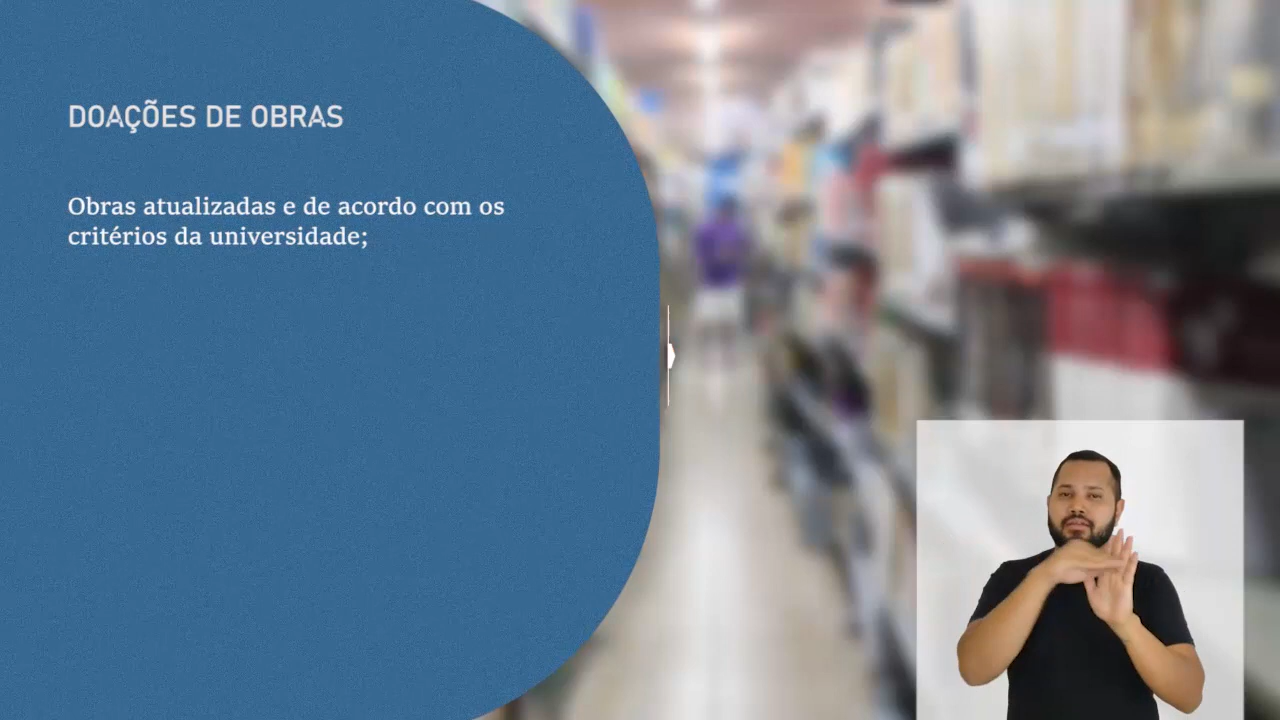 DOAÇÕES DE OBRAS
Obras atualizadas e de acordo com os
critérios da universidade;